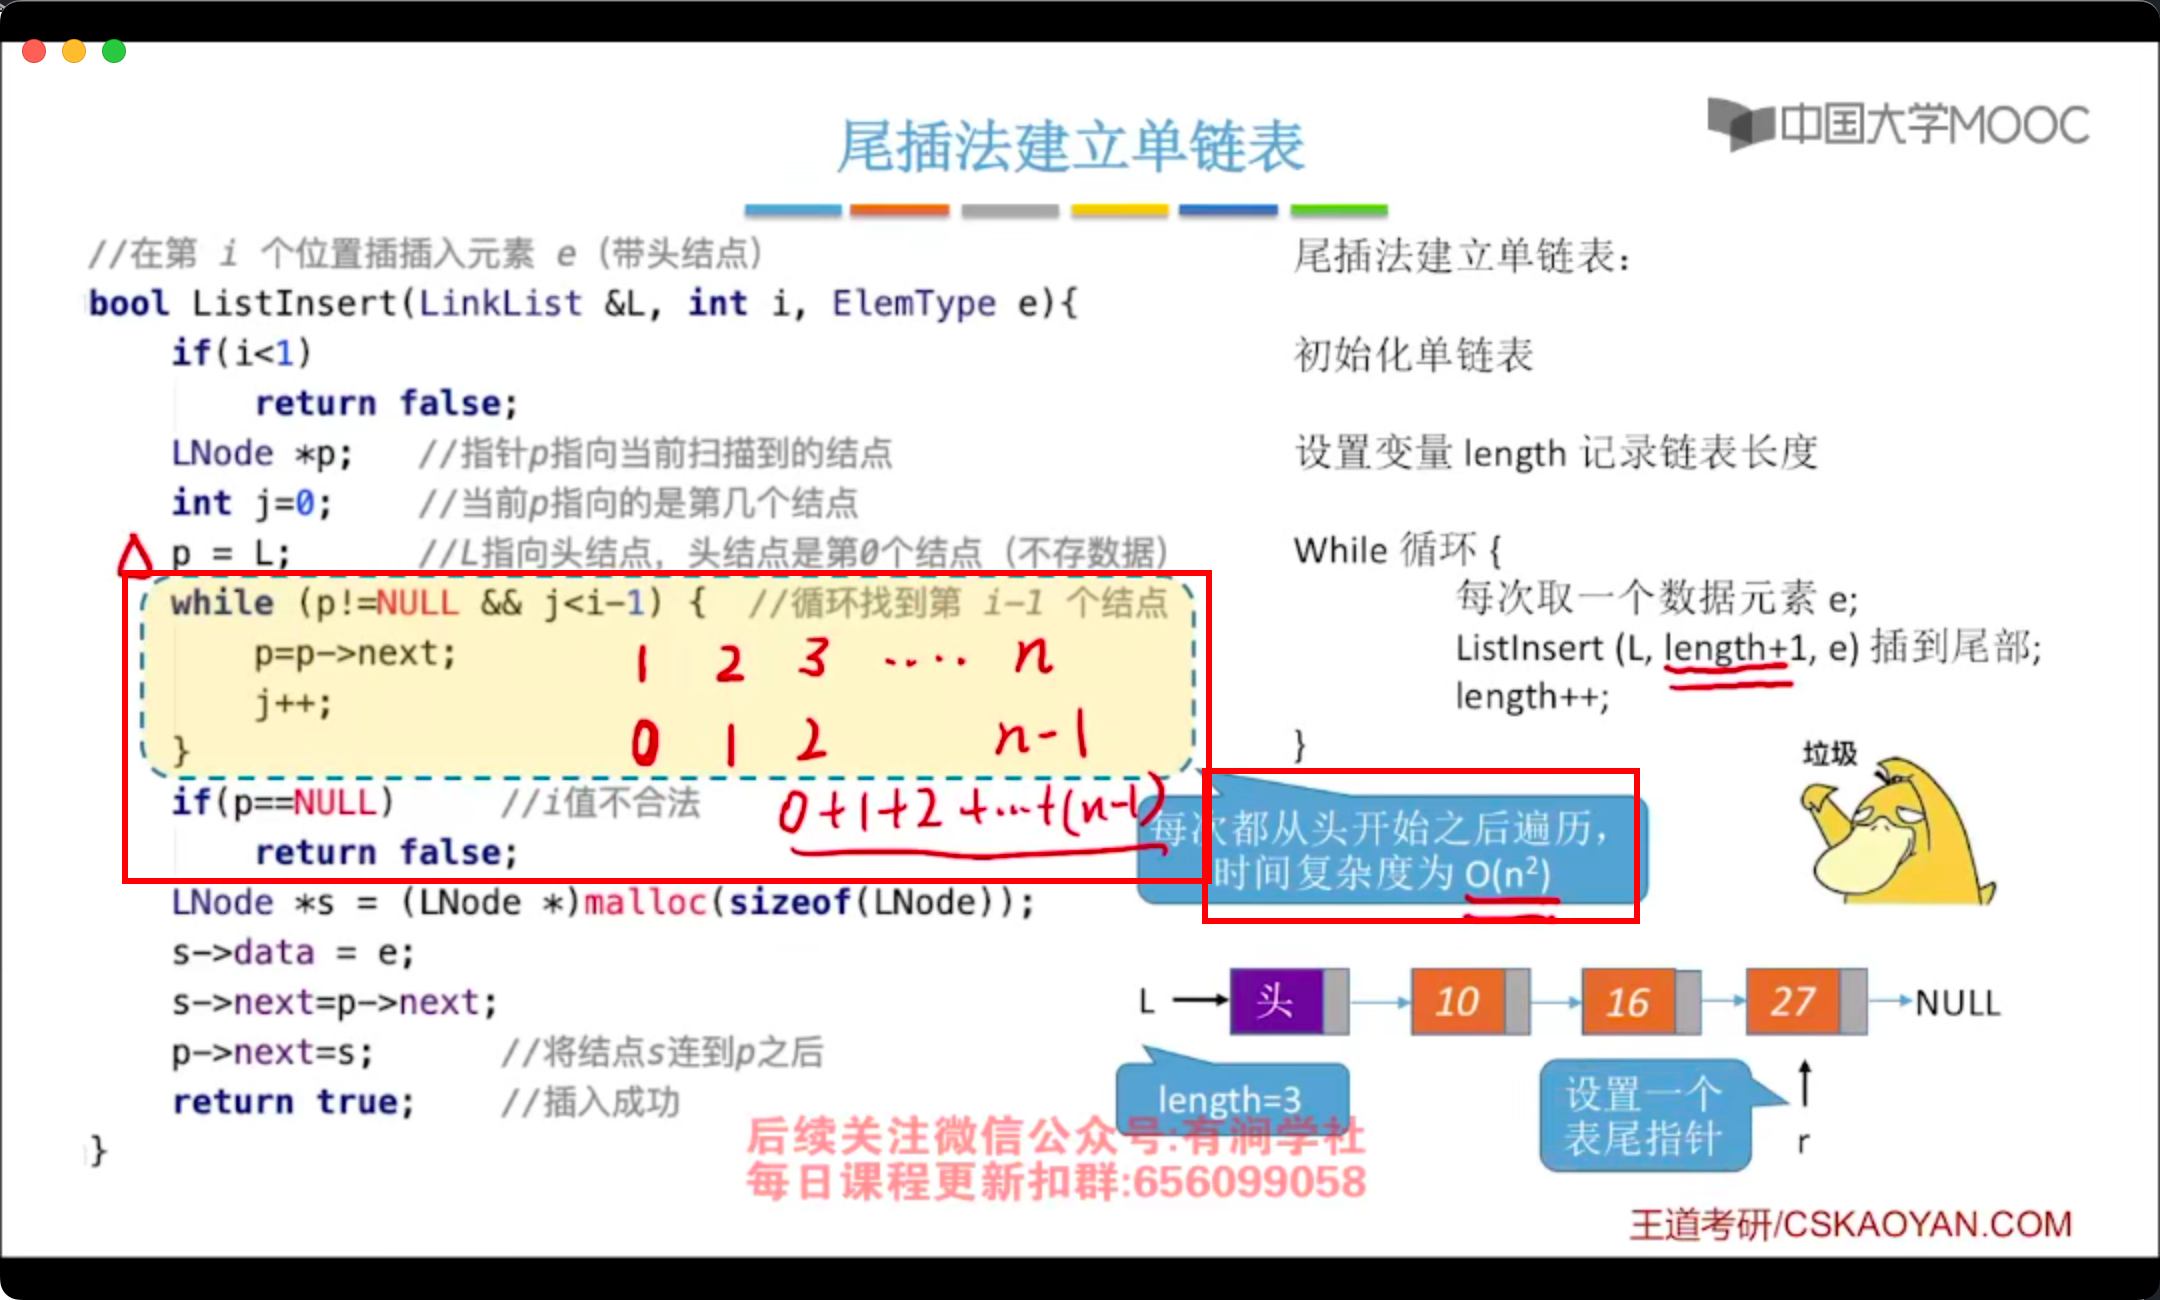 中国大学MOOC
尾插法建立单链表
//在第 i 个位置插插入元素 e（带头结点）
bool ListInsert(LinkList &L, int i, ElemType e){
if(i<1)
return false;
LNode *p; //指针p指向当前扫描到的结点
int j=0; //当前p指向的是第几个结点
p = L; //L指向头结点，头结点是第0个结点（不存数据）
while (p!=NULL && j<i-1) { //循环找到第 i-1 个结点
p=p->next;
1 2 3 ···· n
j++;
0 1 2 n-1
}
if(p==NULL) //i值不合法
0+1+2+···+(n-1)
return false;
LNode *s = (LNode *)malloc(sizeof(LNode));
s->data = e;
s->next=p->next;
p->next=s; //将结点s连到p之后
return true; //插入成功
}
尾插法建立单链表：
初始化单链表
设置变量 length 记录链表长度
While 循环 {
每次取一个数据元素 e;
ListInsert (L, length+1, e) 插到尾部;
length++;
}
垃圾
每次都从头开始之后遍历，
时间复杂度为 O(n²)
L 头 10 16 27 NULL
length=3
设置一个
表尾指针
r
后续关注微信公众号:有涧学社
每日课程更新扣群:656099058
王道考研/CSKAOYAN.COM